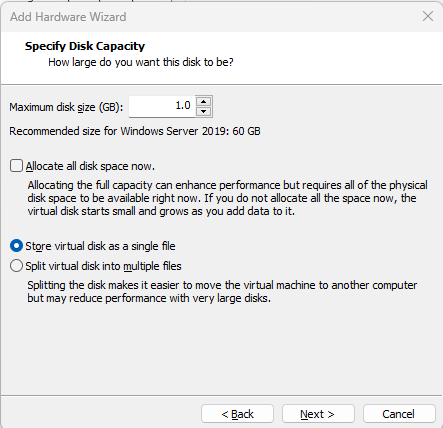 Add Hardware Wizard
Specify Disk Capacity
How large do you want this disk to be?
Maximum disk size (GB): 1.0
Recommended size for Windows Server 2019: 60 GB
Allocate all disk space now.
Allocating the full capacity can enhance performance but requires all of the physical
disk space to be available right now. If you do not allocate all the space now, the
virtual disk starts small and grows as you add data to it.
Store virtual disk as a single file
Split virtual disk into multiple files
Splitting the disk makes it easier to move the virtual machine to another computer
but may reduce performance with very large disks.
< Back Next > Cancel